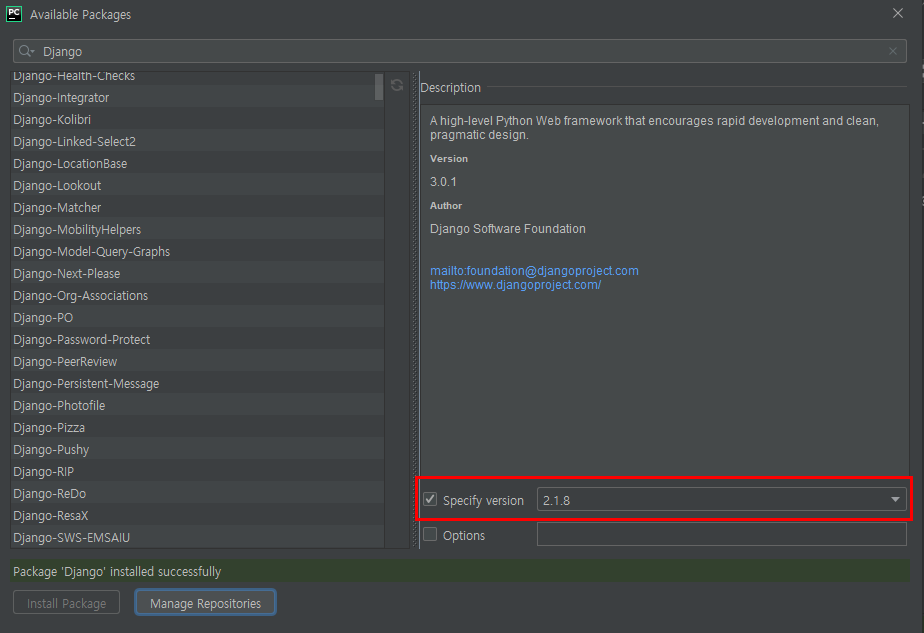 PC
Available Packages
Django
Django-Health-Checks
Django-Integrator
Django-Kolibri
Django-Linked-Select2
Django-LocationBase
Django-Lookout
Django-Matcher
Django-MobilityHelpers
Django-Model-Query-Graphs
Django-Next-Please
Django-Org-Associations
Django-PO
Django-Password-Protect
Django-PeerReview
Django-Persistent-Message
Django-Photofile
Django-Pizza
Django-Pushy
Django-RIP
Django-ReDo
Django-ResaX
Django-SWS-EMSAIU
Description
A high-level Python Web framework that encourages rapid development and clean,
pragmatic design.
Version
3.0.1
Author
Django Software Foundation
mailto:foundation@djangoproject.com
https://www.djangoproject.com/
Specify version
2.1.8
Options
Package 'Django' installed successfully
Install Package
Manage Repositories